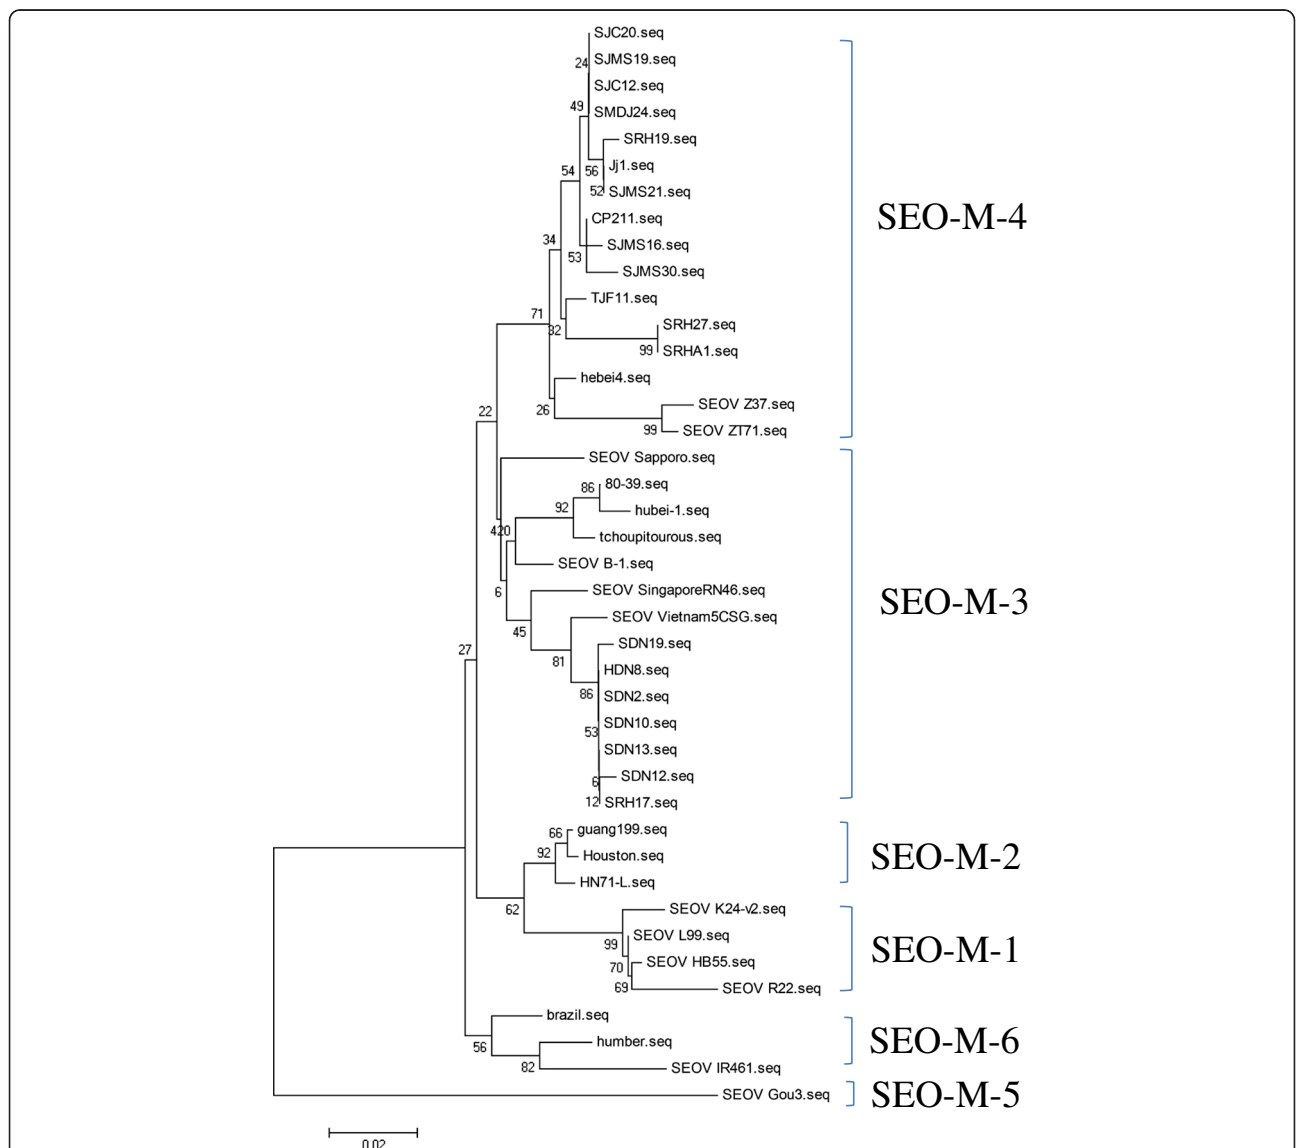 SJC20.seq
24
SJMS19.seq
SJC12.seq
49
SMDJ24.seq
SRH19.seq
54
56
Jj1.seq
52
SJMS21.seq
SEO-M-4
CP211.seq
34
SJMS16.seq
53
SJMS30.seq
TJF11.seq
71
32
SRH27.seq
99
SRHA1.seq
hebei4.seq
26
SEOV Z37.seq
22
99
SEOV ZT71.seq
SEOV Sapporo.seq
86
80-39.seq
92
hubei-1.seq
420
tchoupitourous.seq
SEOV B-1.seq
6
SEOV SingaporeRN46.seq
SEO-M-3
45
SEOV Vietnam5CSG.seq
27
81
SDN19.seq
HDN8.seq
86
SDN2.seq
SDN10.seq
53
SDN13.seq
6
SDN12.seq
12
SRH17.seq
66
guang199.seq
92
Houston.seq
SEO-M-2
HN71-L.seq
62
SEOV K24-v2.seq
99
SEOV L99.seq
SEO-M-1
70
SEOV HB55.seq
69
SEOV R22.seq
brazil.seq
56
humber.seq
SEO-M-6
82
SEOV IR461.seq
SEOV Gou3.seq
SEO-M-5
0.02